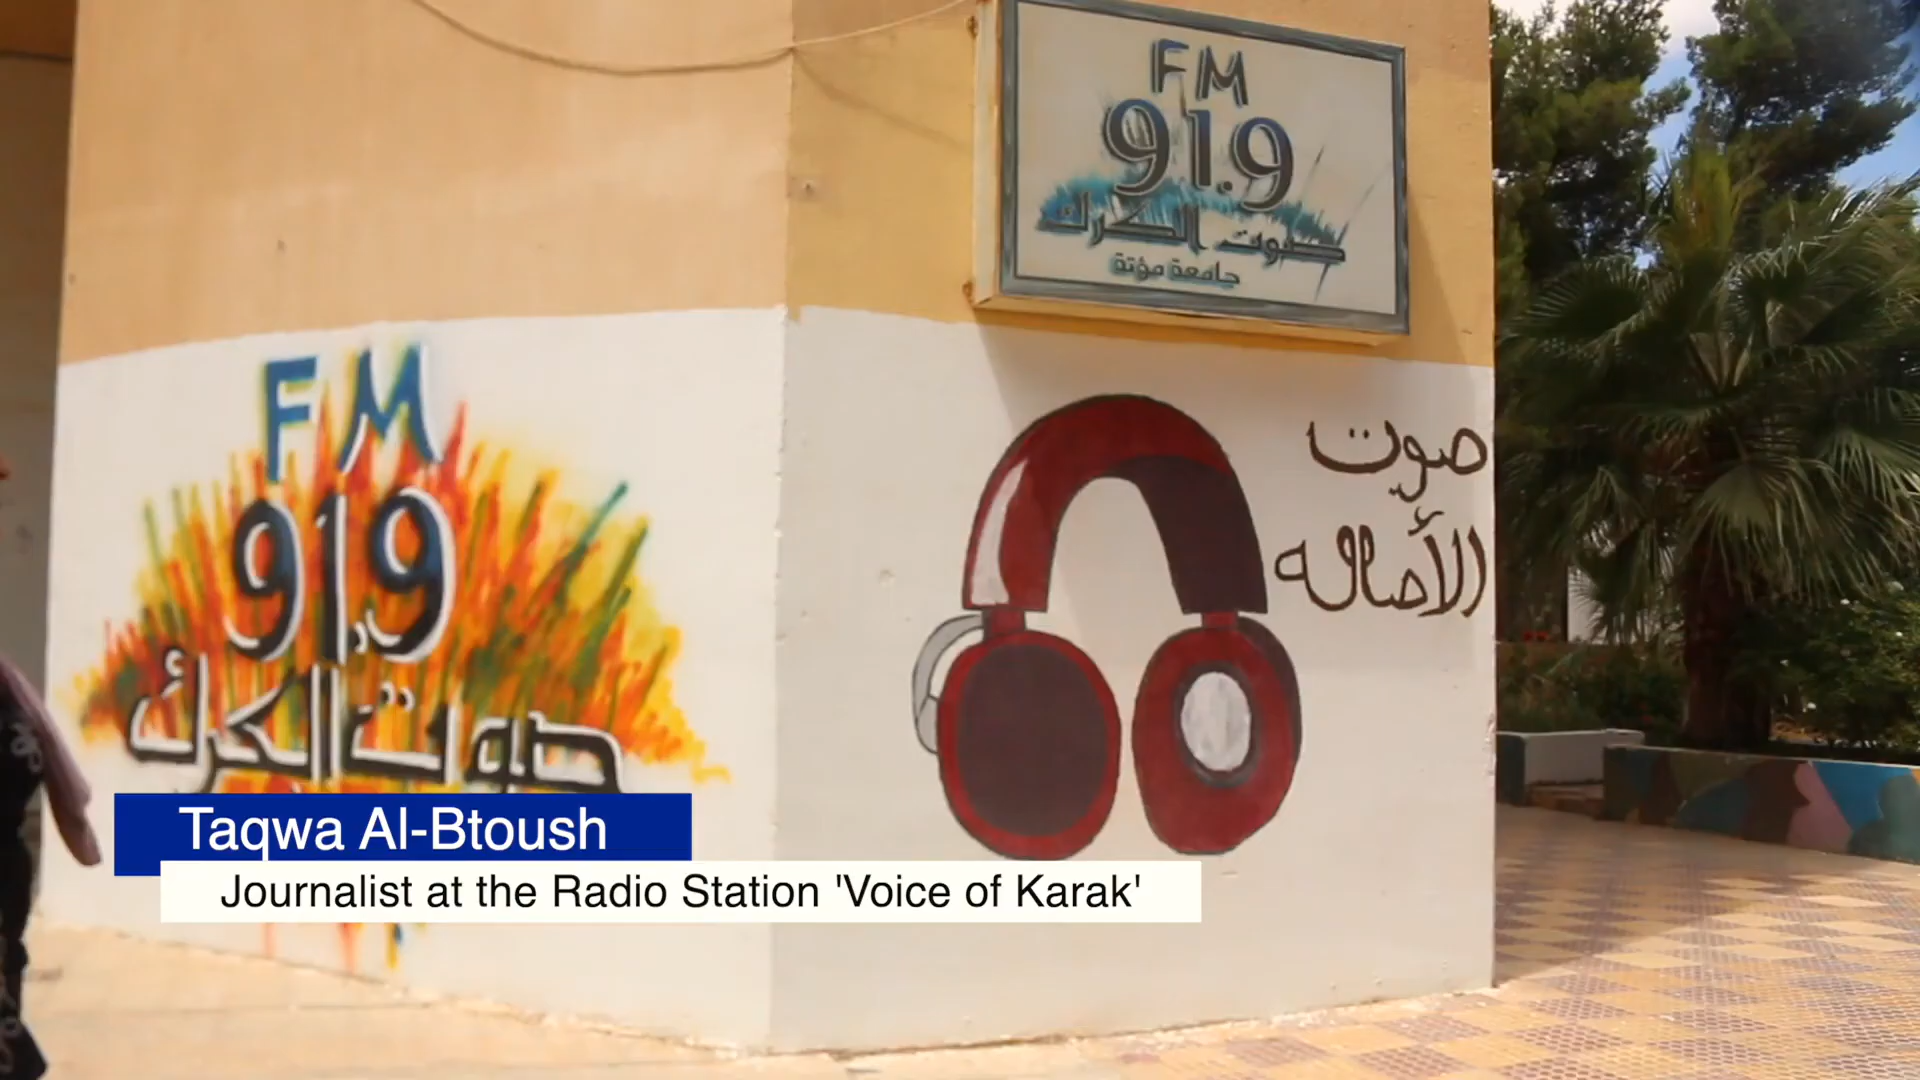 FM
91.9
صوت الكرك
جامعة مؤتة
FM
91.9
صوت الكرك
صوت
الأصاله
Taqwa Al-Btoush
Journalist at the Radio Station 'Voice of Karak'